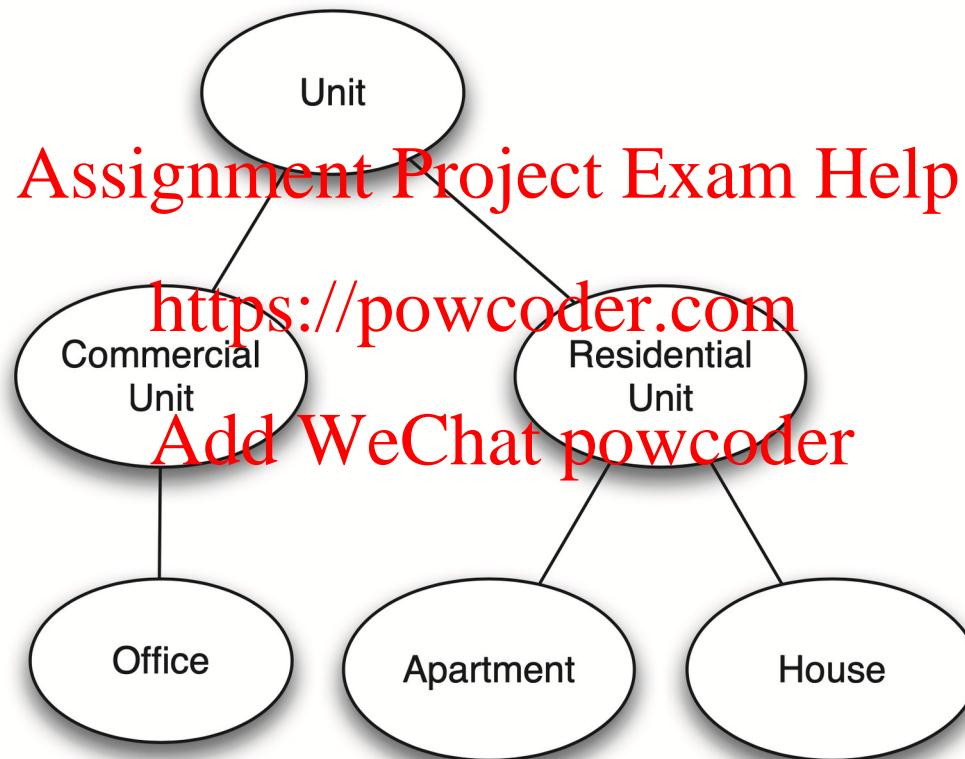 Unit
Assignment Project Exam Help
https://powcoder.com
Commercial
Unit
Residential
Unit
Add WeChat powcoder
Office
Apartment
House